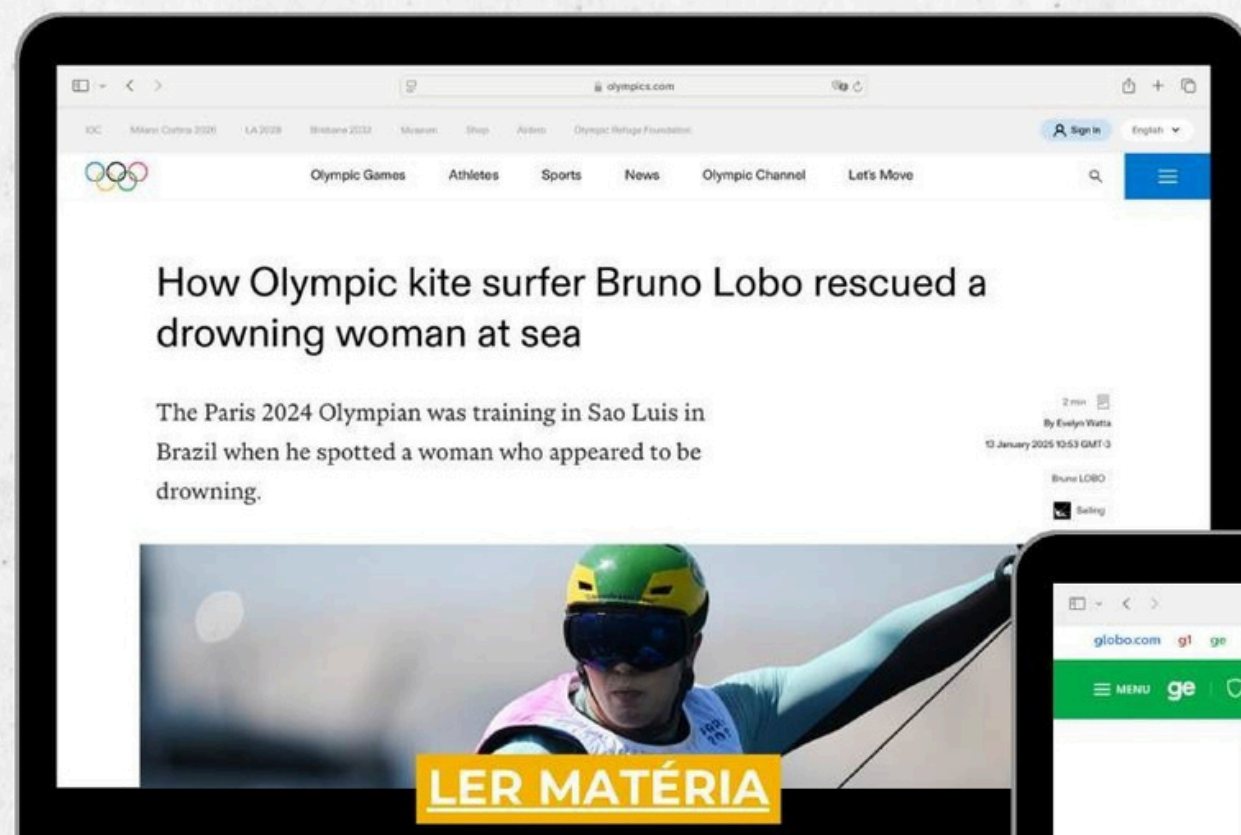 olympics.com
IOC Milano Cortina 2026 LA 2028 Brisbane 2032 Museum Shop Olympic Refuge Foundation
Sign In English
Olympic Games Athletes Sports News Olympic Channel Let's Move
How Olympic kite surfer Bruno Lobo rescued a
drowning woman at sea
The Paris 2024 Olympian was training in Sao Luis in
Brazil when he spotted a woman who appeared to be
drowning.
2 min
By Evelyn Watta
13 January 2025 10:53 GMT-3
Bruno LOBO
Sailing
LER MATÉRIA
globo.com g1 ge
MENU ge